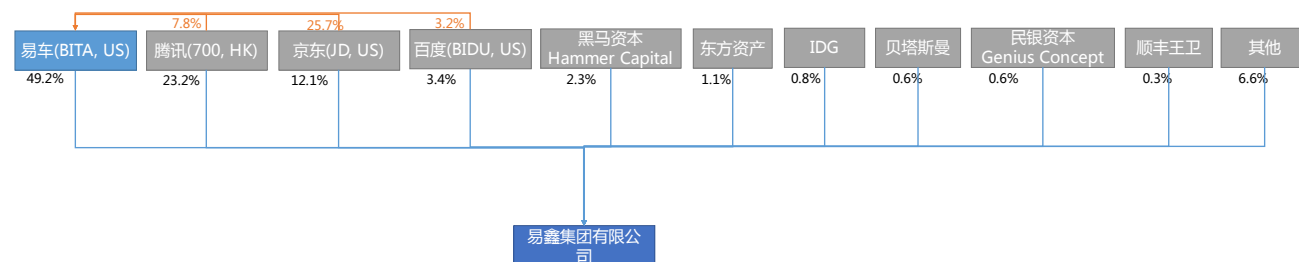 7.8%
25.7%
3.2%
易车(BITA, US)
腾讯(700, HK)
京东(JD, US)
百度(BIDU, US)
黑马资本
Hammer Capital
东方资产
IDG
贝塔斯曼
民银资本
Genius Concept
顺丰王卫
其他
49.2%
23.2%
12.1%
3.4%
2.3%
1.1%
0.8%
0.6%
0.6%
0.3%
6.6%
易鑫集团有限公
司